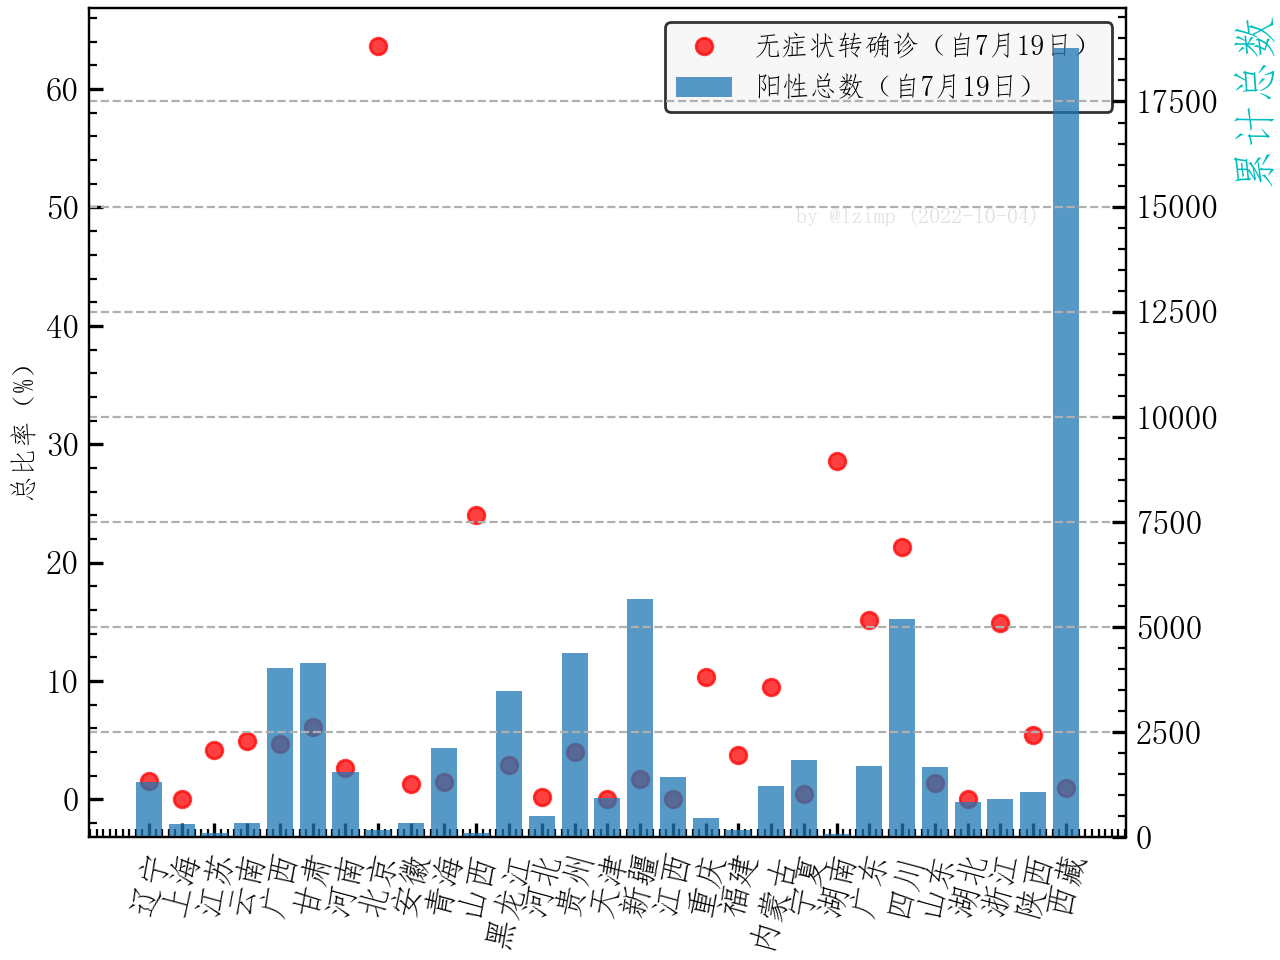 无症状转确诊（自7月19日）
阳性总数（自7月19日）
by @lzimp (2022-10-04)
总比率 (%)
60
50
40
30
20
10
0
累计总数
17500
15000
12500
10000
7500
5000
2500
0
辽宁
上海
江苏
云南
广西
甘肃
河南
北京
安徽
青海
山西
黑龙江
河北
贵州
天津
新疆
江西
重庆
福建
内蒙古
宁夏
湖南
广东
四川
山东
湖北
浙江
陕西
西藏